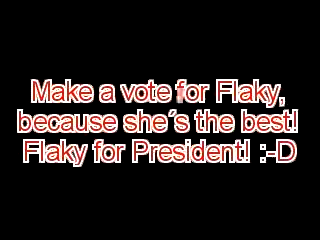 Make a vote for Flaky,
because she´s the best!
Flaky for President! :-D